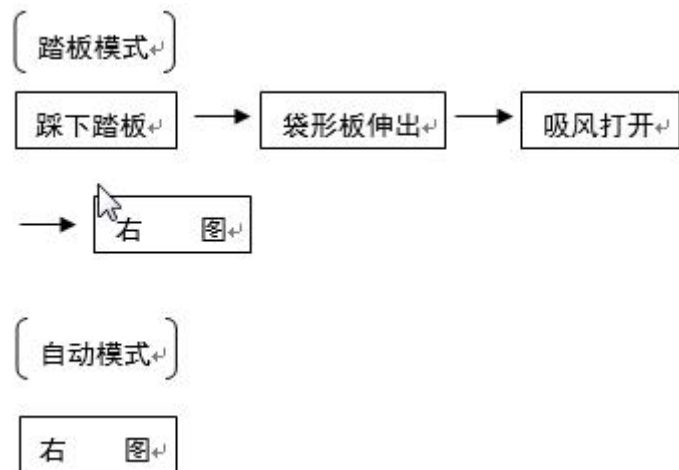 踏板模式
踩下踏板 袋形板伸出 吸风打开
右 图
自动模式
右 图